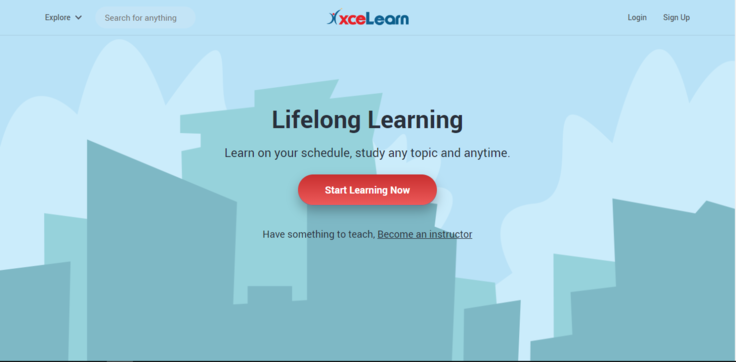 Explore
Search for anything
XceLearn
Login
Sign Up
Lifelong Learning
Learn on your schedule, study any topic and anytime.
Start Learning Now
Have something to teach, Become an instructor